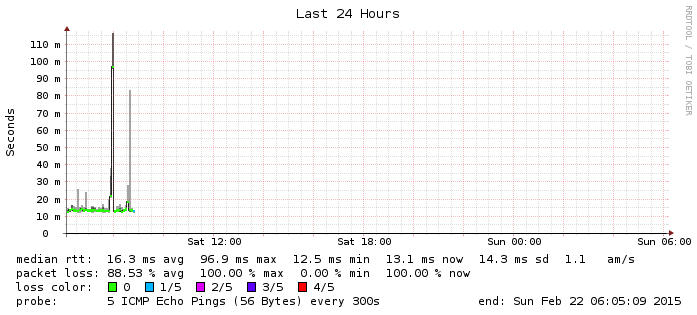 Last 24 Hours
RRDTOOL / TOBI OETIKER
Seconds
110 m
100 m
90 m
80 m
70 m
60 m
50 m
40 m
30 m
20 m
10 m
0
Sat 12:00 Sat 18:00 Sun 00:00 Sun 06:00
median rtt: 16.3 ms avg 96.9 ms max 12.5 ms min 13.1 ms now 14.3 ms sd 1.1 am/s
packet loss: 88.53 % avg 100.00 % max 0.00 % min 100.00 % now
loss color: 0 1/5 2/5 3/5 4/5
probe: 5 ICMP Echo Pings (56 Bytes) every 300s end: Sun Feb 22 06:05:09 2015